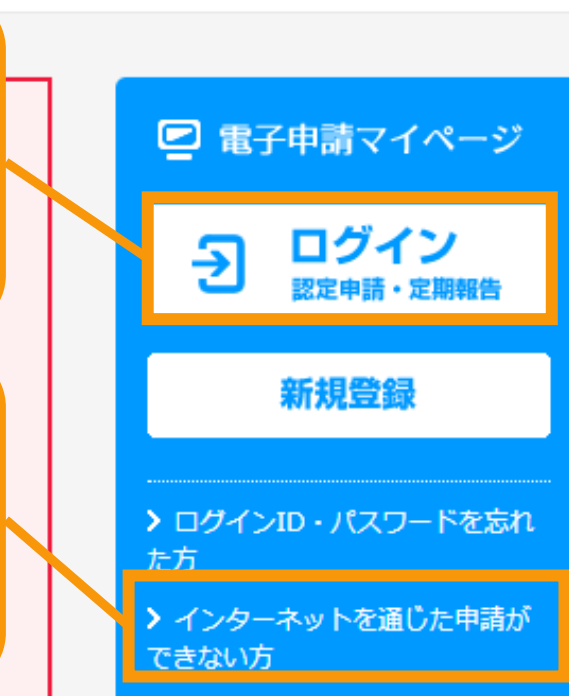 電子申請マイページ
ログイン
認定申請・定期報告
新規登録
> ログインID・パスワードを忘れ
た方
> インターネットを通じた申請が
できない方